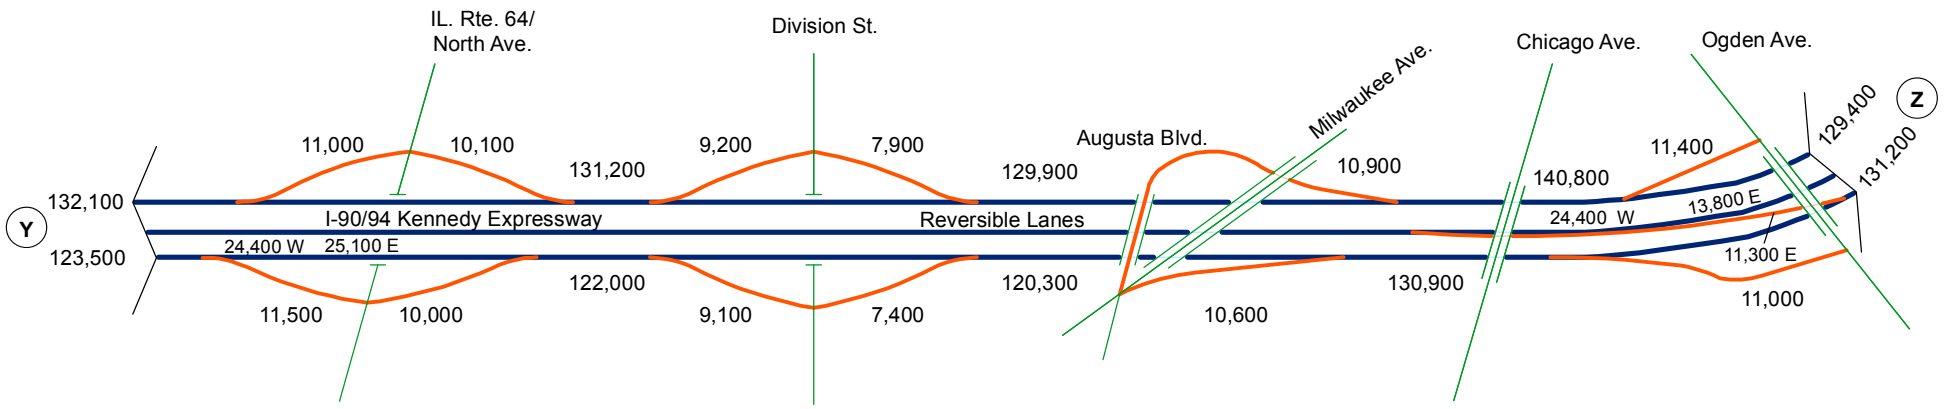 IL. Rte. 64/
North Ave.
Division St.
Augusta Blvd.
Milwaukee Ave.
Chicago Ave.
Ogden Ave.
Z
129,400
131,200
11,000
10,100
131,200
9,200
7,900
129,900
10,900
140,800
11,400
132,100
Y
123,500
I-90/94 Kennedy Expressway
Reversible Lanes
24,400 W
25,100 E
24,400 W
13,800 E
11,300 E
122,000
120,300
130,900
11,000
11,500
10,000
9,100
7,400
10,600